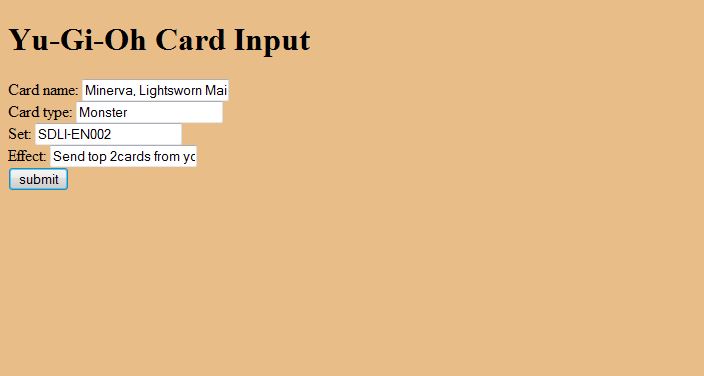 Yu-Gi-Oh Card Input
Card name: Minerva, Lightsworn Mai
Card type: Monster
Set: SDLI-EN002
Effect: Send top 2cards from yo
submit